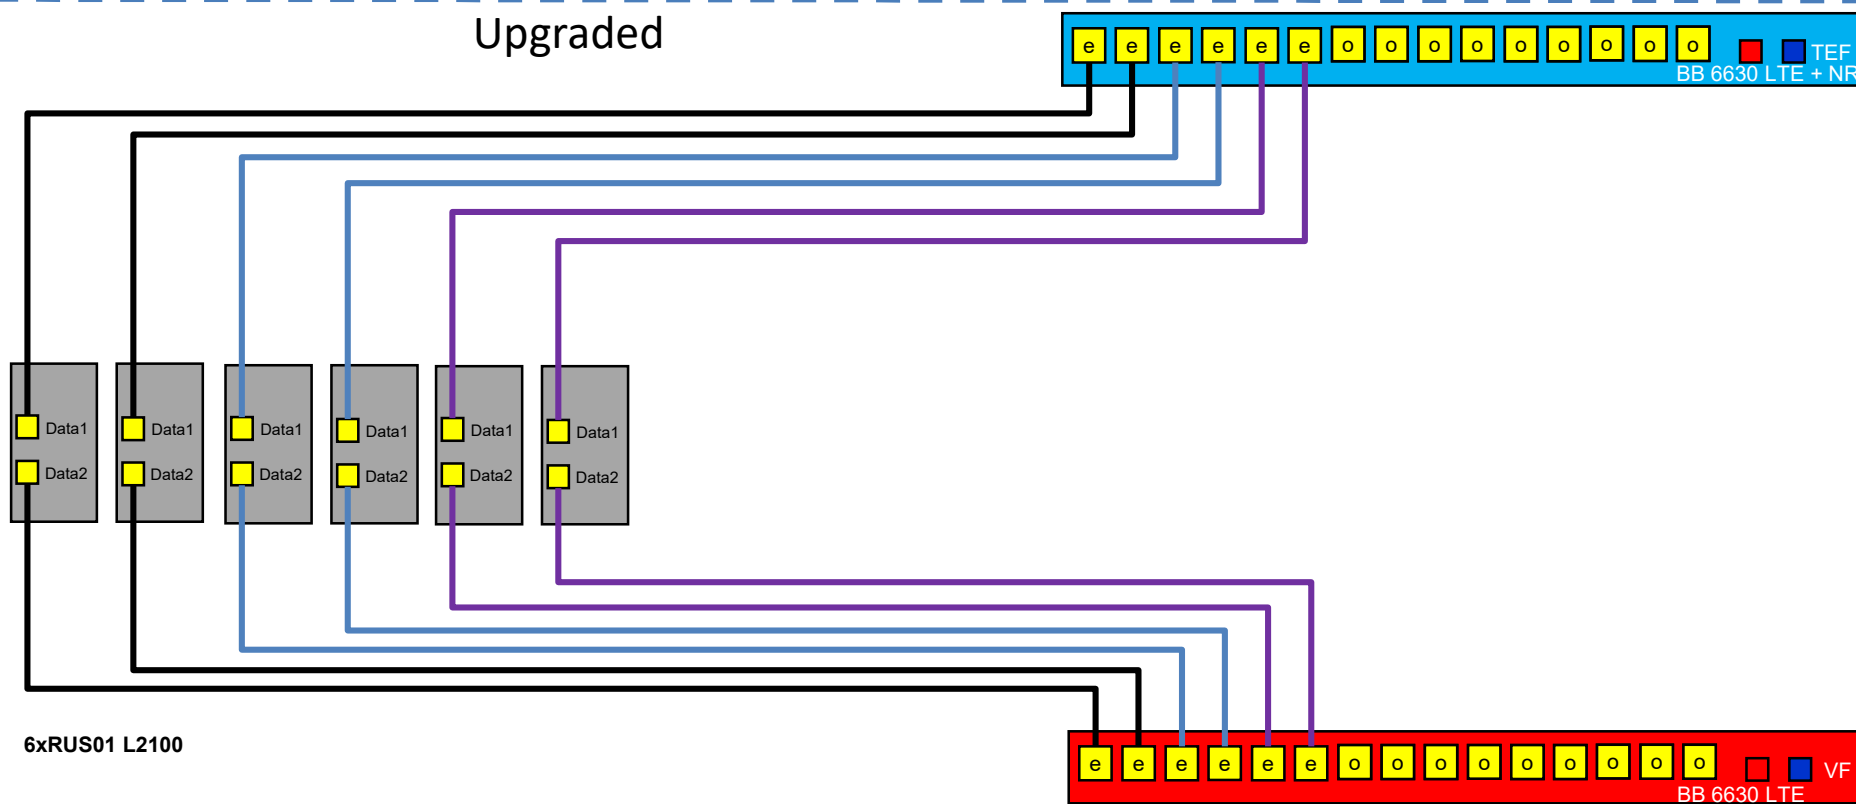 Upgraded
e e e e e e o o o o o o o o o
TEF
BB 6630 LTE + NR
Data1 Data1 Data1 Data1 Data1 Data1
Data2 Data2 Data2 Data2 Data2 Data2
6xRUS01 L2100
e e e e e e o o o o o o o o o
VF
BB 6630 LTE